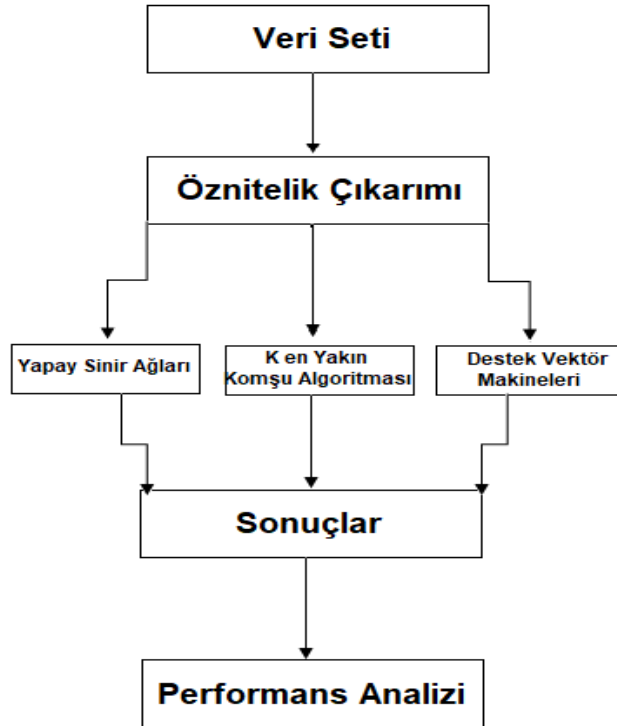 Veri Seti
Öznitelik Çıkarımı
Yapay Sinir Ağları
K en Yakın
Komşu Algoritması
Destek Vektör
Makineleri
Sonuçlar
Performans Analizi